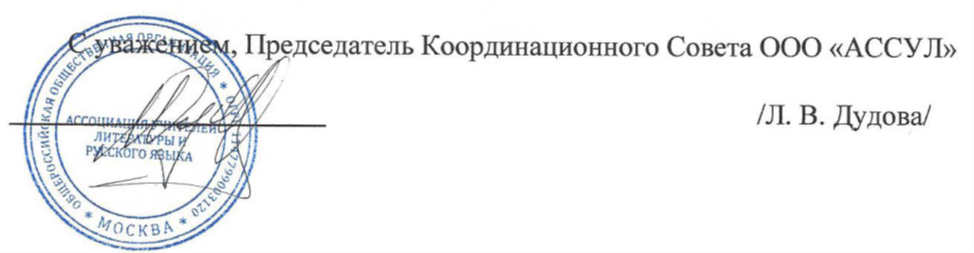 С уважением, Председатель Координационного Совета ООО «АССУЛ»
/Л. В. Дудова/
ОБЩЕРОССИЙСКАЯ ОБЩЕСТВЕННАЯ ОРГАНИЗАЦИЯ
АССОЦИАЦИЯ УЧИТЕЛЕЙ
ЛИТЕРАТУРЫ И
РУССКОГО ЯЗЫКА
* МОСКВА *